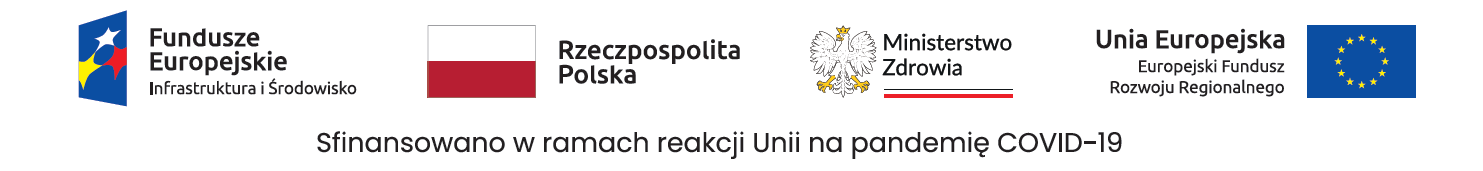 Fundusze
Europejskie
Infrastruktura i Środowisko
Rzeczpospolita
Polska
Ministerstwo
Zdrowia
Unia Europejska
Europejski Fundusz
Rozwoju Regionalnego
Sfinansowano w ramach reakcji Unii na pandemię COVID-19